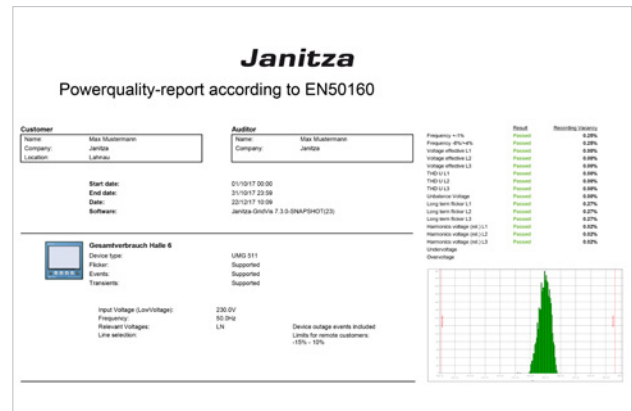 Janitza
Powerquality-report according to EN50160
Customer
Name: Max Mustermann
Company: Janitza
Location: Lahnau
Auditor
Name: Max Mustermann
Company: Janitza
Start date: 01/10/17 00:00
End date: 31/10/17 23:59
Date: 22/12/17 10:09
Software: Janitza-GridVis 7.3.0-SNAPSHOT(23)
Gesamtverbrauch Halle 6
Device type: UMG 511
Flicker: Supported
Events: Supported
Transients: Supported
Input Voltage (LowVoltage): 230.0V
Frequency: 50.0Hz
Relevant Voltages: LN Device outage events included
Line selection: Limits for remote customers:
-15% - 10%
Result Recording Vacancy
Frequency +-1% Passed 0.28%
Frequency -6%/+4% Passed 0.28%
Voltage effective L1 Passed 0.08%
Voltage effective L2 Passed 0.08%
Voltage effective L3 Passed 0.08%
THD U L1 Passed 0.00%
THD U L2 Passed 0.00%
THD U L3 Passed 0.00%
Unbalance Voltage Passed 0.00%
Long term flicker L1 Passed 0.27%
Long term flicker L2 Passed 0.27%
Long term flicker L3 Passed 0.27%
Harmonics voltage (rel.) L1 Passed 0.02%
Harmonics voltage (rel.) L2 Passed 0.02%
Harmonics voltage (rel.) L3 Passed 0.02%
Undervoltage
Overvoltage